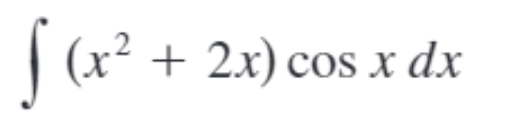 ∫ (x² + 2x) cos x dx